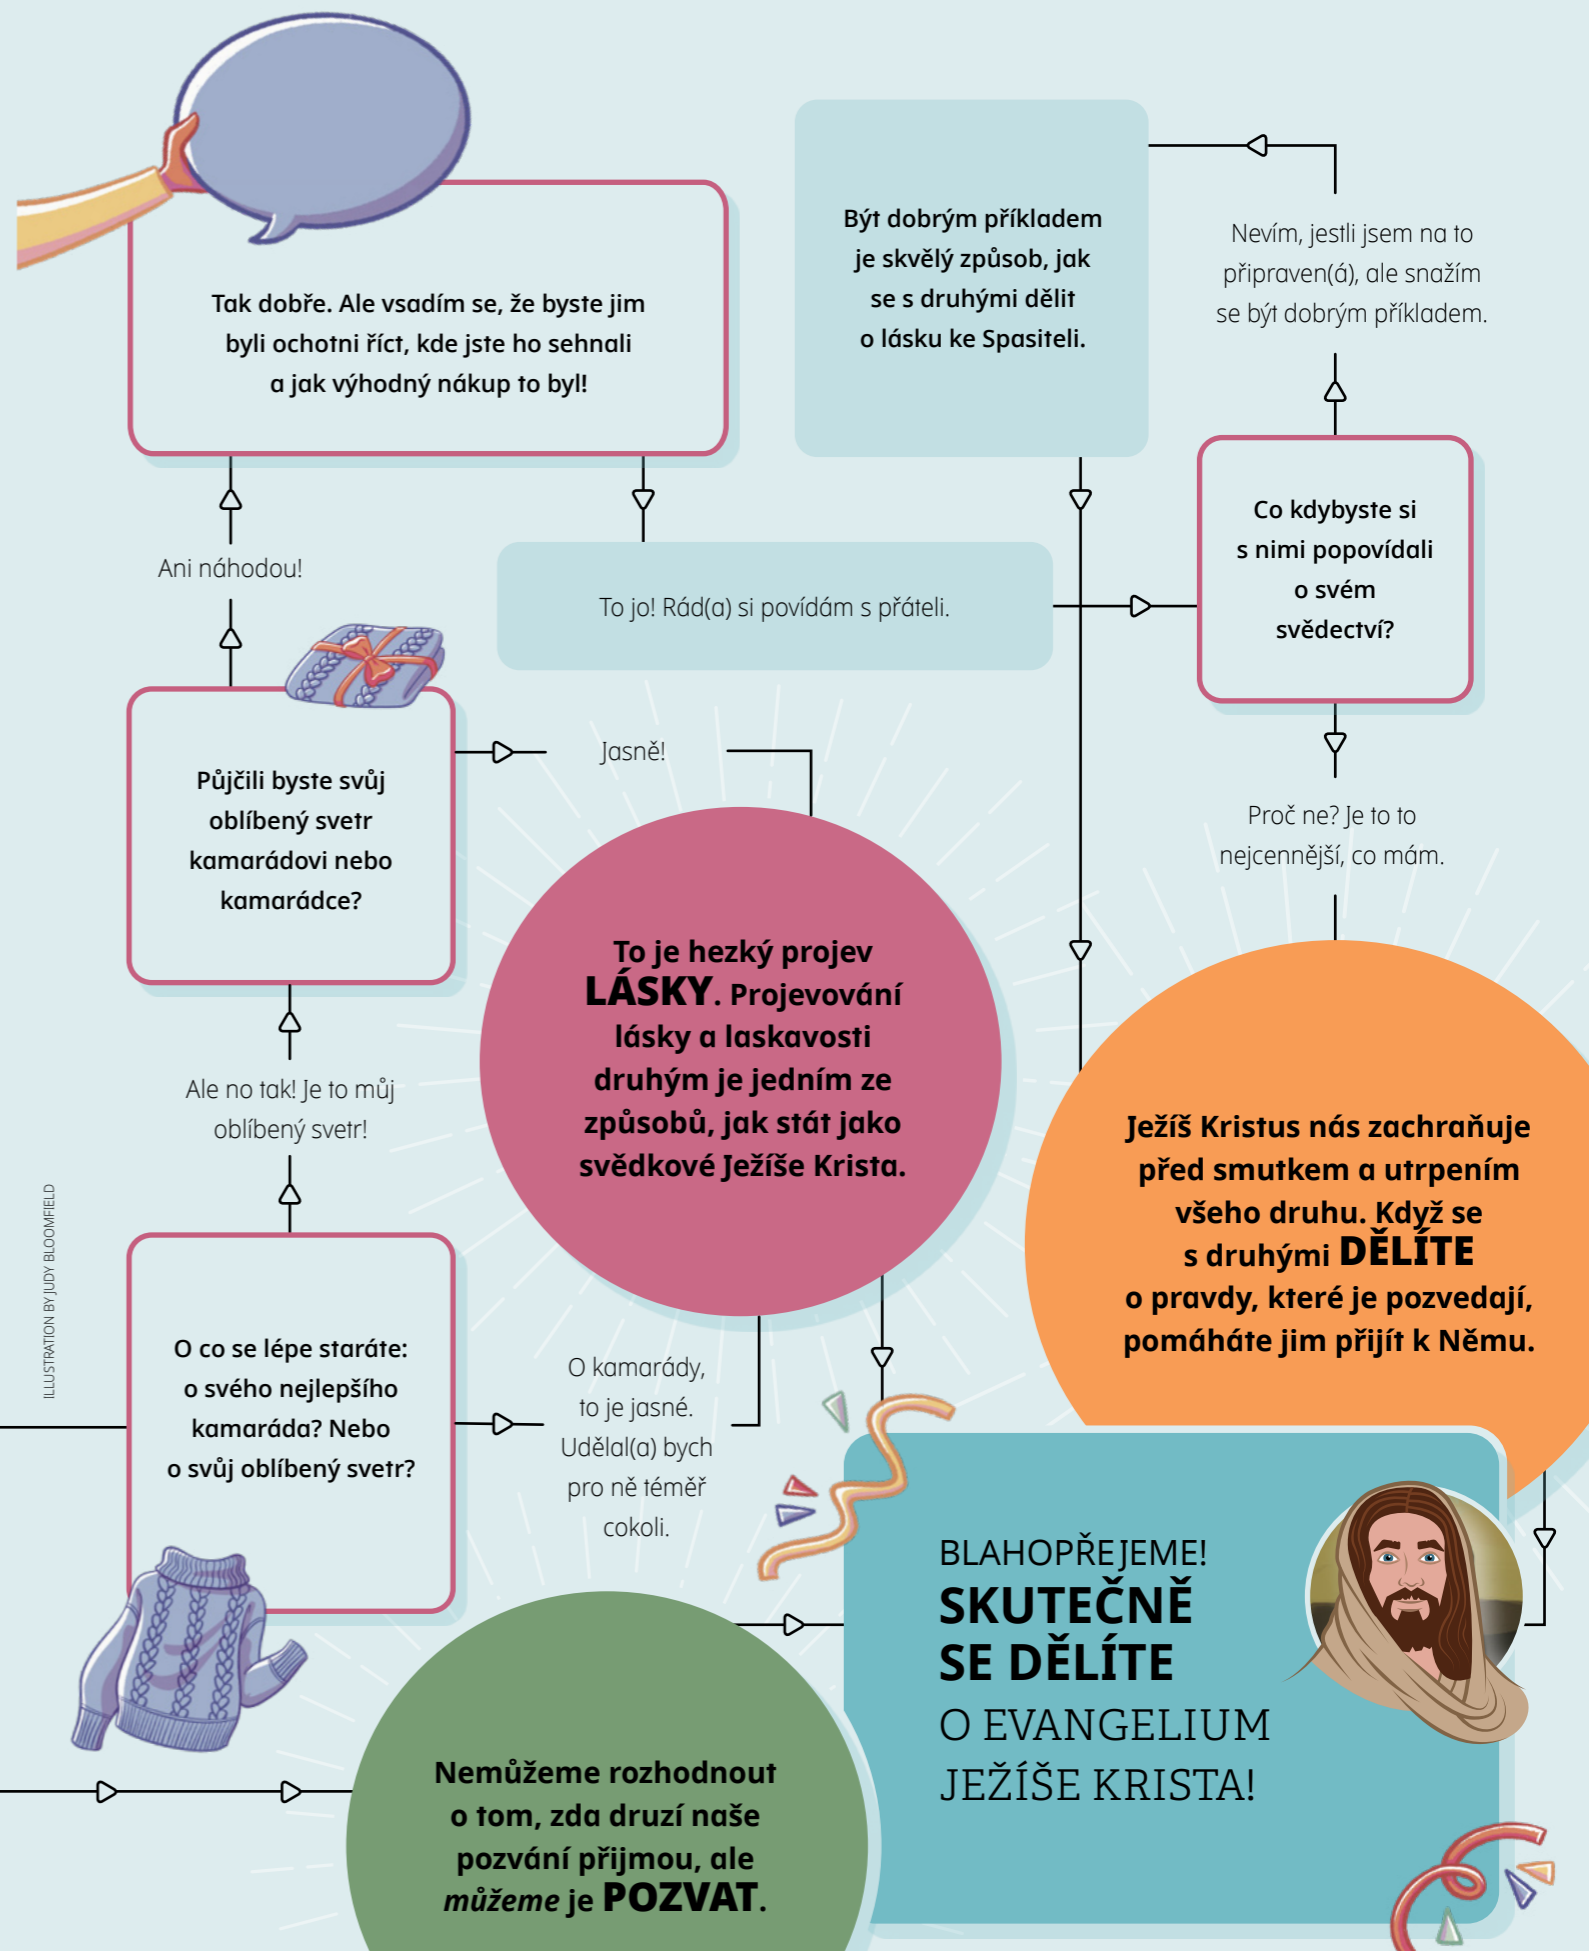 Tak dobře. Ale vsadím se, že byste jim
byli ochotni říct, kde jste ho sehnali
a jak výhodný nákup to byl!
Být dobrým příkladem
je skvělý způsob, jak
se s druhými dělit
o lásku ke Spasiteli.
Nevím, jestli jsem na to
připraven(á), ale snažím
se být dobrým příkladem.
Ani náhodou!
To jo! Rád(a) si povídám s přáteli.
Co kdybyste si
s nimi popovídali
o svém
svědectví?
Půjčili byste svůj
oblíbený svetr
kamarádovi nebo
kamarádce?
Jasně!
Proč ne? Je to to
nejcennější, co mám.
To je hezký projev
LÁSKY. Projevování
lásky a laskavosti
druhým je jedním ze
způsobů, jak stát jako
svědkové Ježíše Krista.
Ale no tak! Je to můj
oblíbený svetr!
Ježíš Kristus nás zachraňuje
před smutkem a utrpením
všeho druhu. Když se
s druhými DĚLÍTE
o pravdy, které je pozvedají,
pomáháte jim přijít k Němu.
ILLUSTRATION BY JUDY BLOOMFIELD
O co se lépe staráte:
o svého nejlepšího
kamaráda? Nebo
o svůj oblíbený svetr?
O kamarády,
to je jasné.
Udělal(a) bych
pro ně téměř
cokoli.
BLAHOPŘEJEME!
SKUTEČNĚ
SE DĚLÍTE
O EVANGELIUM
JEŽÍŠE KRISTA!
Nemůžeme rozhodnout
o tom, zda druzí naše
pozvání přijmou, ale
můžeme je POZVAT.